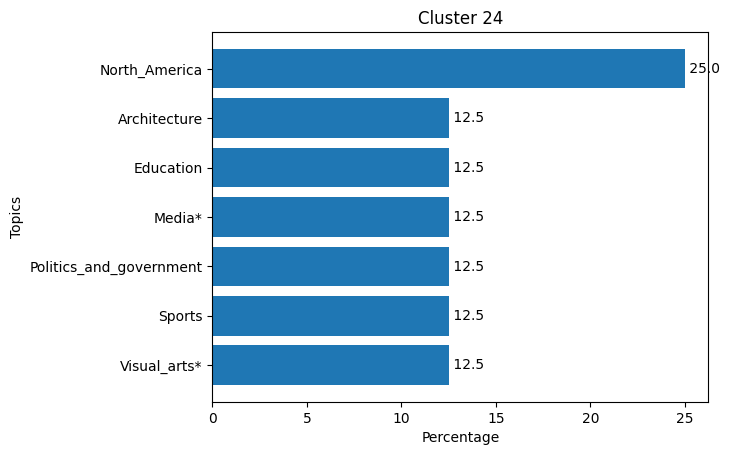 Cluster 24
Topics
North_America 25.0
Architecture 12.5
Education 12.5
Media* 12.5
Politics_and_government 12.5
Sports 12.5
Visual_arts* 12.5
0 5 10 15 20 25
Percentage